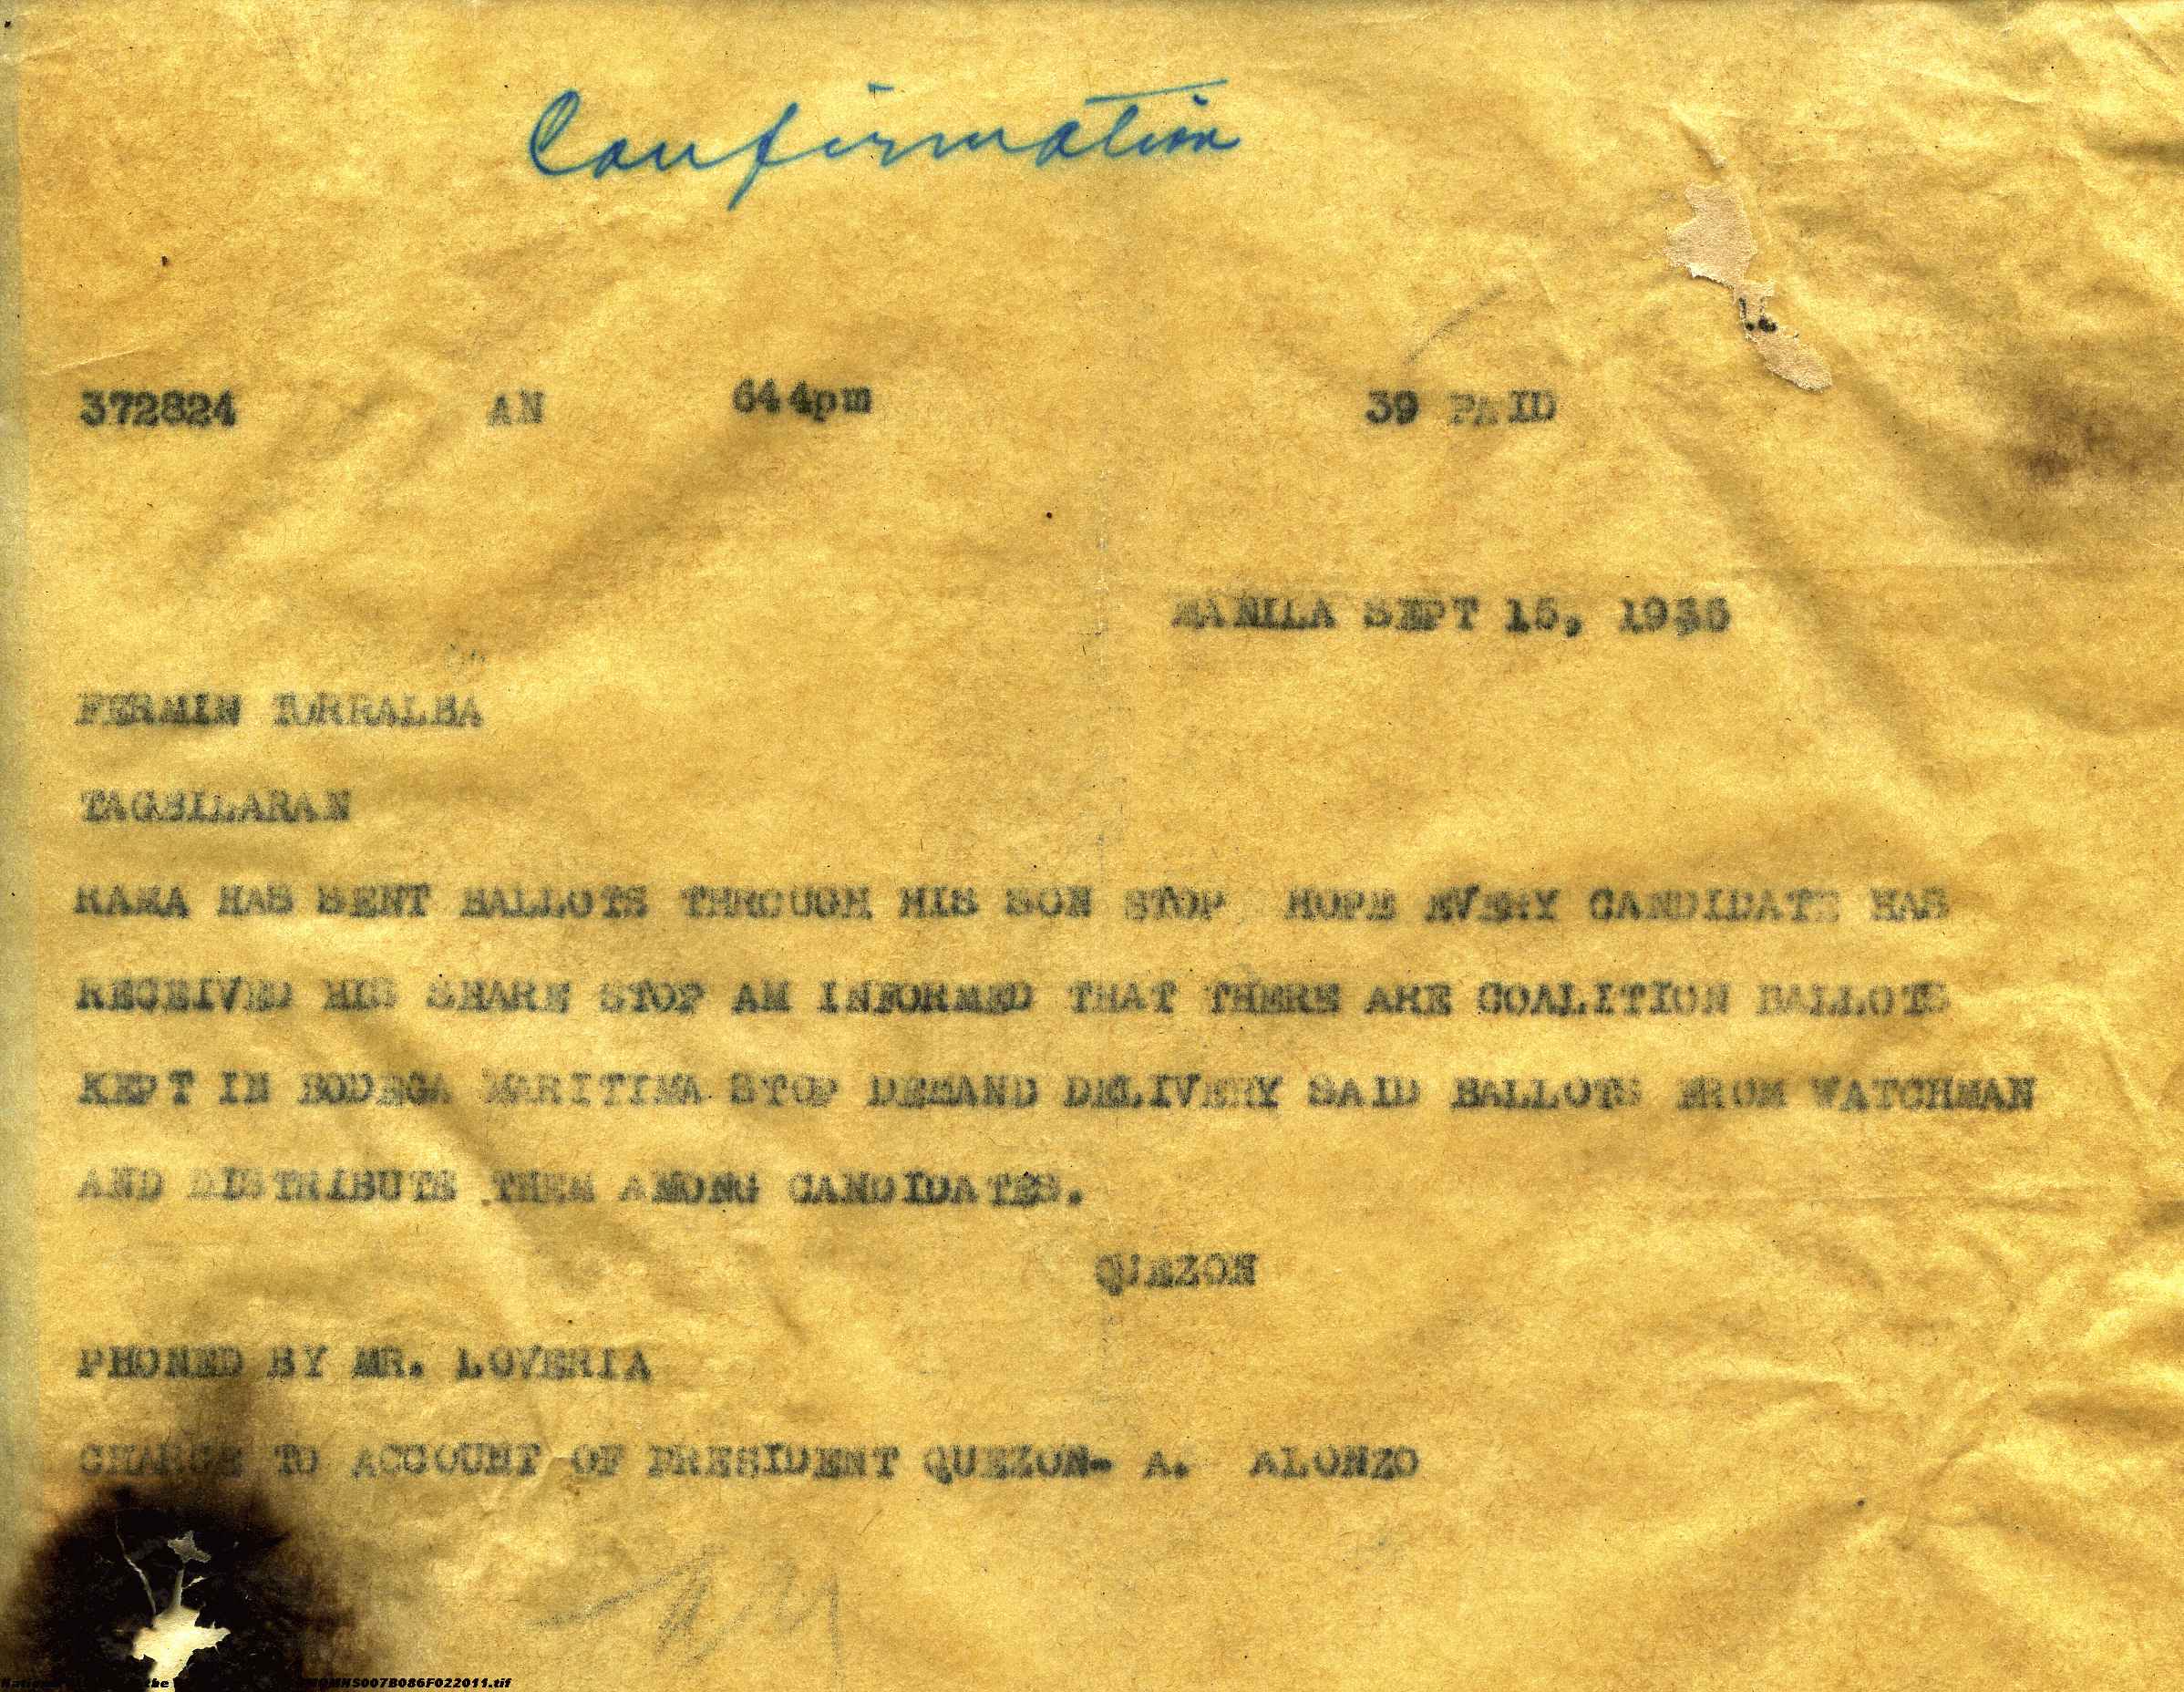 Confirmation
372824 AN 644pm 39 PAID
MANILA SEPT 15, 1935
FERMIN TORRALBA
TAGBILARAN
RAMA HAS SENT BALLOTS THROUGH HIS SON STOP HOPE EVERY CANDIDATE HAS
RECEIVED HIS SHARE STOP AM INFORMED THAT THERE ARE COALITION BALLOTS
KEPT IN BODEGA MARITIMA STOP DEMAND DELIVERY SAID BALLOTS FROM WATCHMAN
AND DISTRIBUTE THEM AMONG CANDIDATES.
QUEZON
PHONED BY MR. LOVERIA
CHARGE TO ACCOUNT OF PRESIDENT QUEZON- A. ALONZO
the S007B086F022011.tif